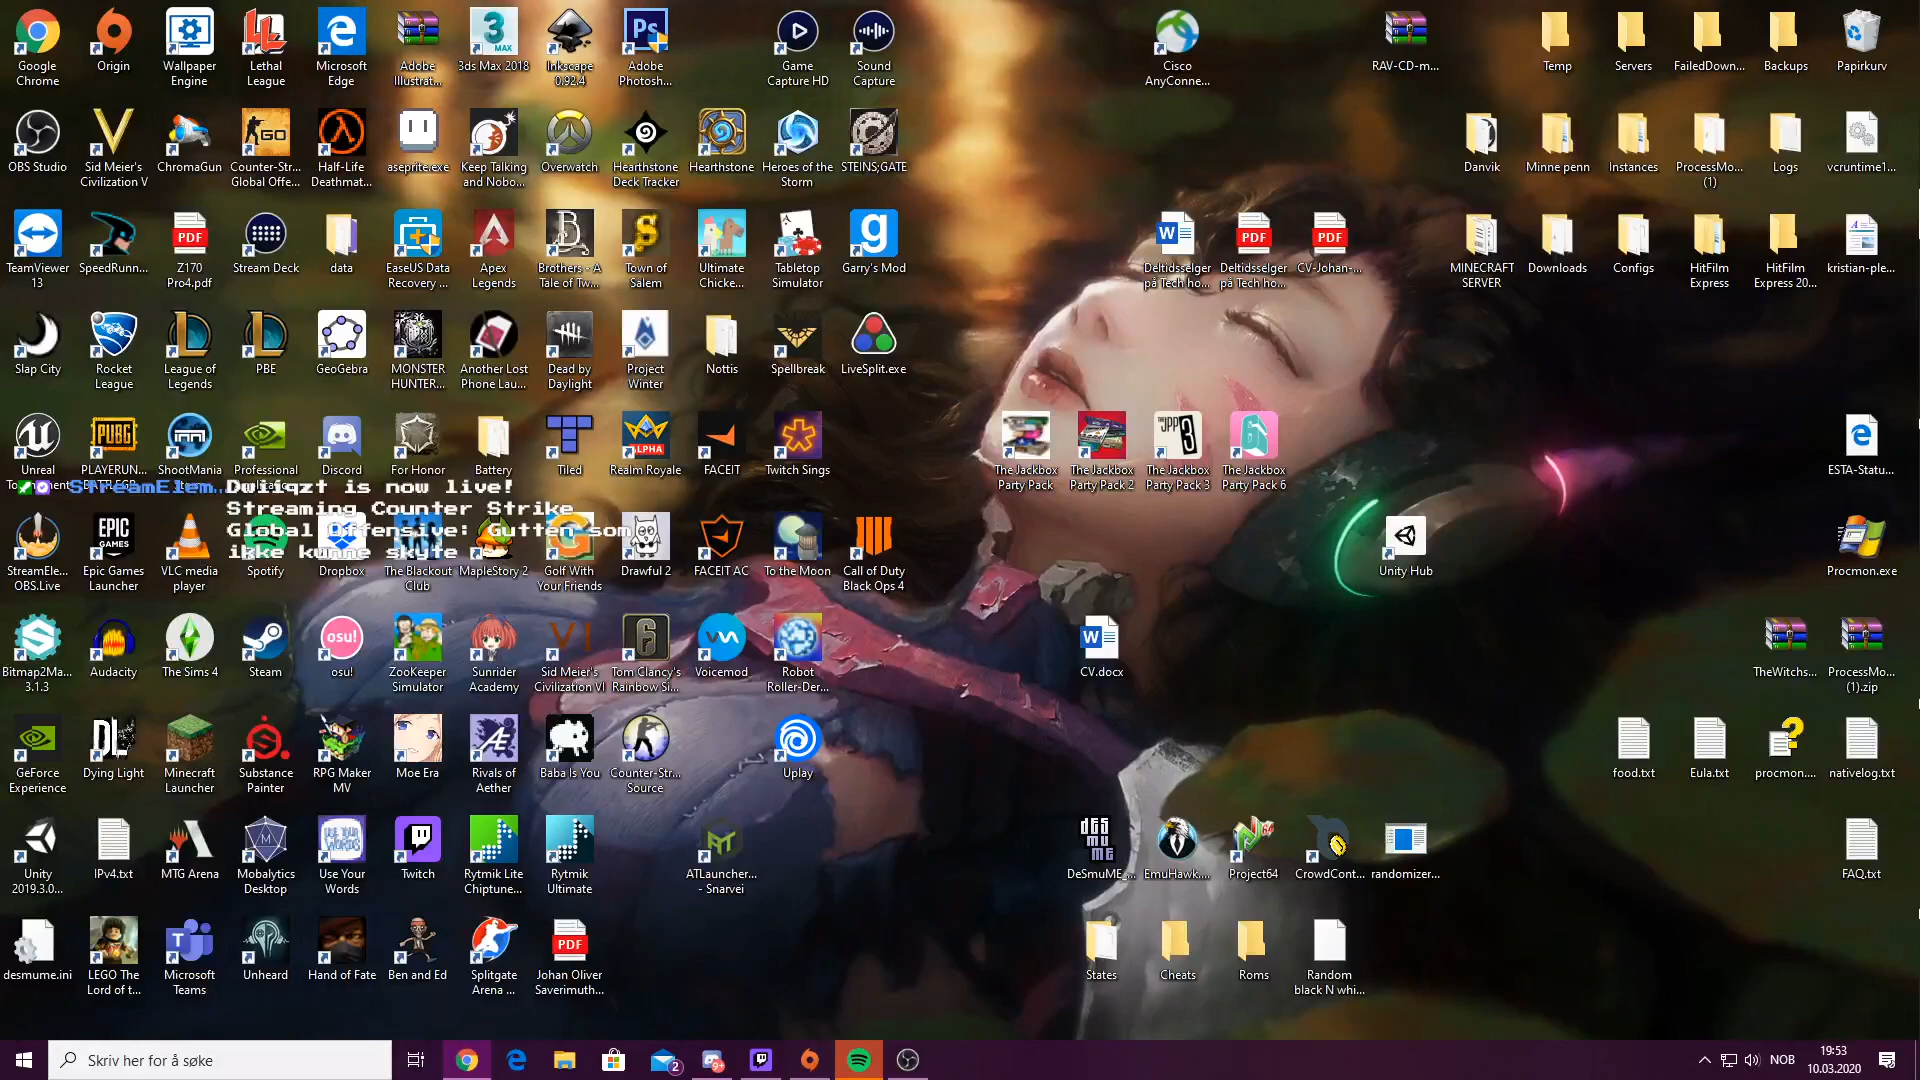 Google Chrome
Origin
Wallpaper Engine
Lethal League
Microsoft Edge
Adobe Illustrat...
3ds Max 2018
Inkscape 0.92.4
Adobe Photosh...
Game Capture HD
Sound Capture
Cisco AnyConne...
RAV-CD-m...
Temp
Servers
FailedDown...
Backups
Papirkurv
OBS Studio
Sid Meier's Civilization V
ChromaGun
Counter-Str... Global Offe...
Half-Life Deathmat...
aseprite.exe
Keep Talking and Nobo...
Overwatch
Hearthstone Deck Tracker
Hearthstone
Heroes of the Storm
STEINS;GATE
Danvik
Minne penn
Instances
ProcessMo... (1)
Logs
vcruntime1...
TeamViewer 13
SpeedRunn...
Z170 Pro4.pdf
Stream Deck
data
EaseUS Data Recovery ...
Apex Legends
Brothers - A Tale of Tw...
Town of Salem
Ultimate Chicke...
Tabletop Simulator
Garry's Mod
Deltidsselger på Tech ho...
Deltidsselger på Tech ho...
CV-Johan-...
MINECRAFT SERVER
Downloads
Configs
HitFilm Express
HitFilm Express 20...
kristian-ple...
Slap City
Rocket League
League of Legends
PBE
GeoGebra
MONSTER HUNTER...
Another Lost Phone Lau...
Dead by Daylight
Project Winter
Nottis
Spellbreak
LiveSplit.exe
Unreal
PLAYERUN...
ShootMania
Professional
Discord
For Honor
Battery
Tiled
Realm Royale
FACEIT
Twitch Sings
The Jackbox Party Pack
The Jackbox Party Pack 2
The Jackbox Party Pack 3
The Jackbox Party Pack 6
ESTA-Statu...
StreamElem... Dwiiqzt is now live!
Streaming Counter Strike
Global Offensive: Gutten som
ikke kunne skyte
StreamEle... OBS.Live
Epic Games Launcher
VLC media player
Spotify
Dropbox
The Blackout Club
MapleStory 2
Golf With Your Friends
Drawful 2
FACEIT AC
To the Moon
Call of Duty Black Ops 4
Unity Hub
Procmon.exe
Bitmap2Ma... 3.1.3
Audacity
The Sims 4
Steam
osu!
ZooKeeper Simulator
Sunrider Academy
Sid Meier's Civilization VI
Tom Clancy's Rainbow Si...
Voicemod
Robot Roller-Der...
CV.docx
TheWitchs...
ProcessMo... (1).zip
GeForce Experience
Dying Light
Minecraft Launcher
Substance Painter
RPG Maker MV
Moe Era
Rivals of Aether
Baba Is You
Counter-Str... Source
Uplay
food.txt
Eula.txt
procmon....
nativelog.txt
Unity 2019.3.0...
IPv4.txt
MTG Arena
Mobalytics Desktop
Use Your Words
Twitch
Rytmik Lite Chiptune...
Rytmik Ultimate
ATLauncher... - Snarvei
DeSmuME_...
EmuHawk....
Project64
CrowdCont...
randomizer...
FAQ.txt
desmume.ini
LEGO The Lord of t...
Microsoft Teams
Unheard
Hand of Fate
Ben and Ed
Splitgate Arena ...
Johan Oliver Saverimuth...
States
Cheats
Roms
Random black N whi...
Skriv her for å søke
2
9+
NOB
19:53
10.03.2020